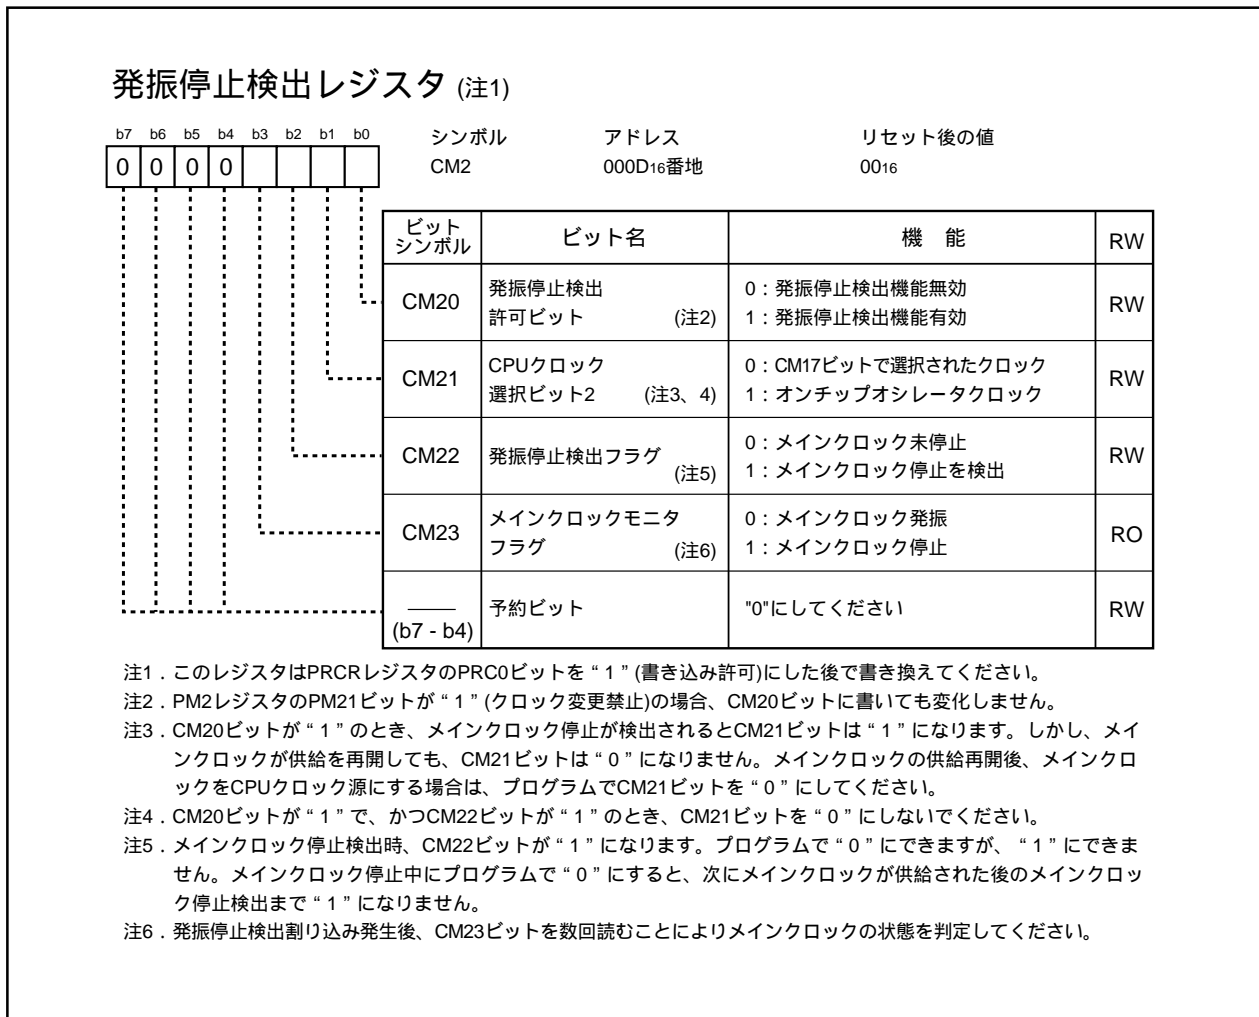 発振停止検出レジスタ (注1)
b7 b6 b5 b4 b3 b2 b1 b0
0 0 0 0
シンボル アドレス リセット後の値
CM2 000D16番地 0016
ビット
シンボル ビット名 機 能 RW
CM20 発振停止検出
許可ビット (注2) 0:発振停止検出機能無効
1:発振停止検出機能有効 RW
CM21 CPUクロック
選択ビット2 (注3、4) 0:CM17ビットで選択されたクロック
1:オンチップオシレータクロック RW
CM22 発振停止検出フラグ (注5) 0:メインクロック未停止
1:メインクロック停止を検出 RW
CM23 メインクロックモニタ
フラグ (注6) 0:メインクロック発振
1:メインクロック停止 RO
(b7 - b4) 予約ビット "0"にしてください RW
注1.このレジスタはPRCRレジスタのPRC0ビットを“1”(書き込み許可)にした後で書き換えてください。
注2.PM2レジスタのPM21ビットが“1”(クロック変更禁止)の場合、CM20ビットに書いても変化しません。
注3.CM20ビットが“1”のとき、メインクロック停止が検出されるとCM21ビットは“1”になります。しかし、メイ
ンクロックが供給を再開しても、CM21ビットは“0”になりません。メインクロックの供給再開後、メインクロ
ックをCPUクロック源にする場合は、プログラムでCM21ビットを“0”にしてください。
注4.CM20ビットが“1”で、かつCM22ビットが“1”のとき、CM21ビットを“0”にしないでください。
注5.メインクロック停止検出時、CM22ビットが“1”になります。プログラムで“0”にできますが、“1”にできま
せん。メインクロック停止中にプログラムで“0”にすると、次にメインクロックが供給された後のメインクロッ
ク停止検出まで“1”になりません。
注6.発振停止検出割り込み発生後、CM23ビットを数回読むことによりメインクロックの状態を判定してください。